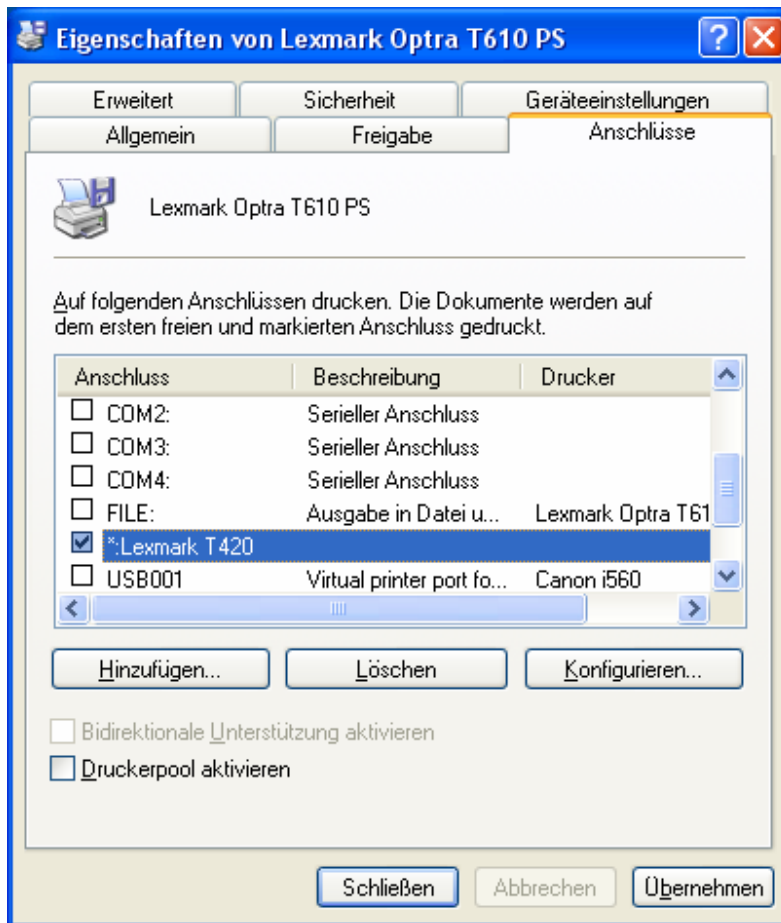 Eigenschaften von Lexmark Optra T610 PS
Erweitert Sicherheit Geräteeinstellungen
Allgemein Freigabe Anschlüsse
Lexmark Optra T610 PS
Auf folgenden Anschlüssen drucken. Die Dokumente werden auf
dem ersten freien und markierten Anschluss gedruckt.
Anschluss Beschreibung Drucker
COM2: Serieller Anschluss
COM3: Serieller Anschluss
COM4: Serieller Anschluss
FILE: Ausgabe in Datei u... Lexmark Optra T61
*:Lexmark T420
USB001 Virtual printer port fo... Canon i560
Hinzufügen... Löschen Konfigurieren...
Bidirektionale Unterstützung aktivieren
Druckerpool aktivieren
Schließen Abbrechen Übernehmen